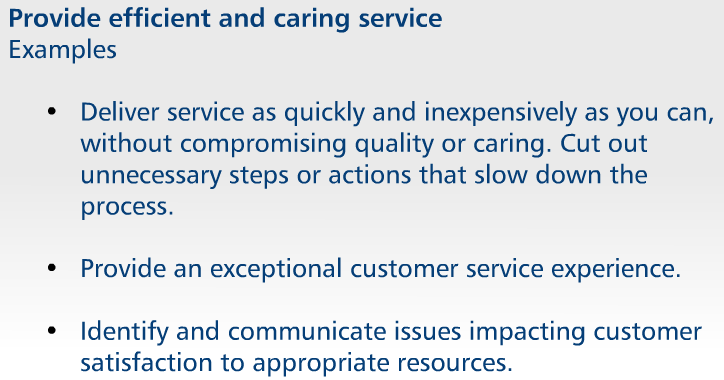 Provide efficient and caring service
Examples
• Deliver service as quickly and inexpensively as you can,
without compromising quality or caring. Cut out
unnecessary steps or actions that slow down the
process.
• Provide an exceptional customer service experience.
• Identify and communicate issues impacting customer
satisfaction to appropriate resources.